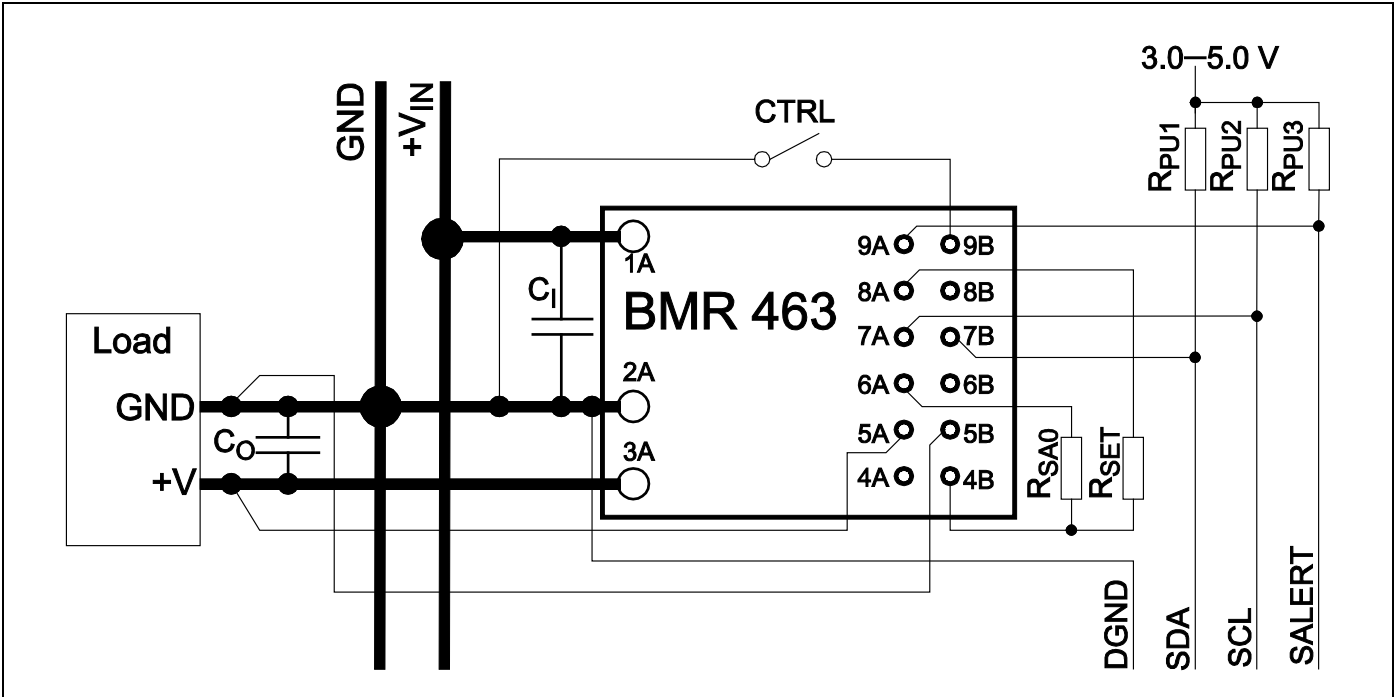 3.0–5.0 V
GND
+VIN
CTRL
RPU1
RPU2
RPU3
1A
CI
BMR 463
9A
9B
8A
8B
7A
7B
6A
6B
5A
5B
4A
4B
2A
3A
Load
GND
CO
+V
RSA0
RSET
DGND
SDA
SCL
SALERT